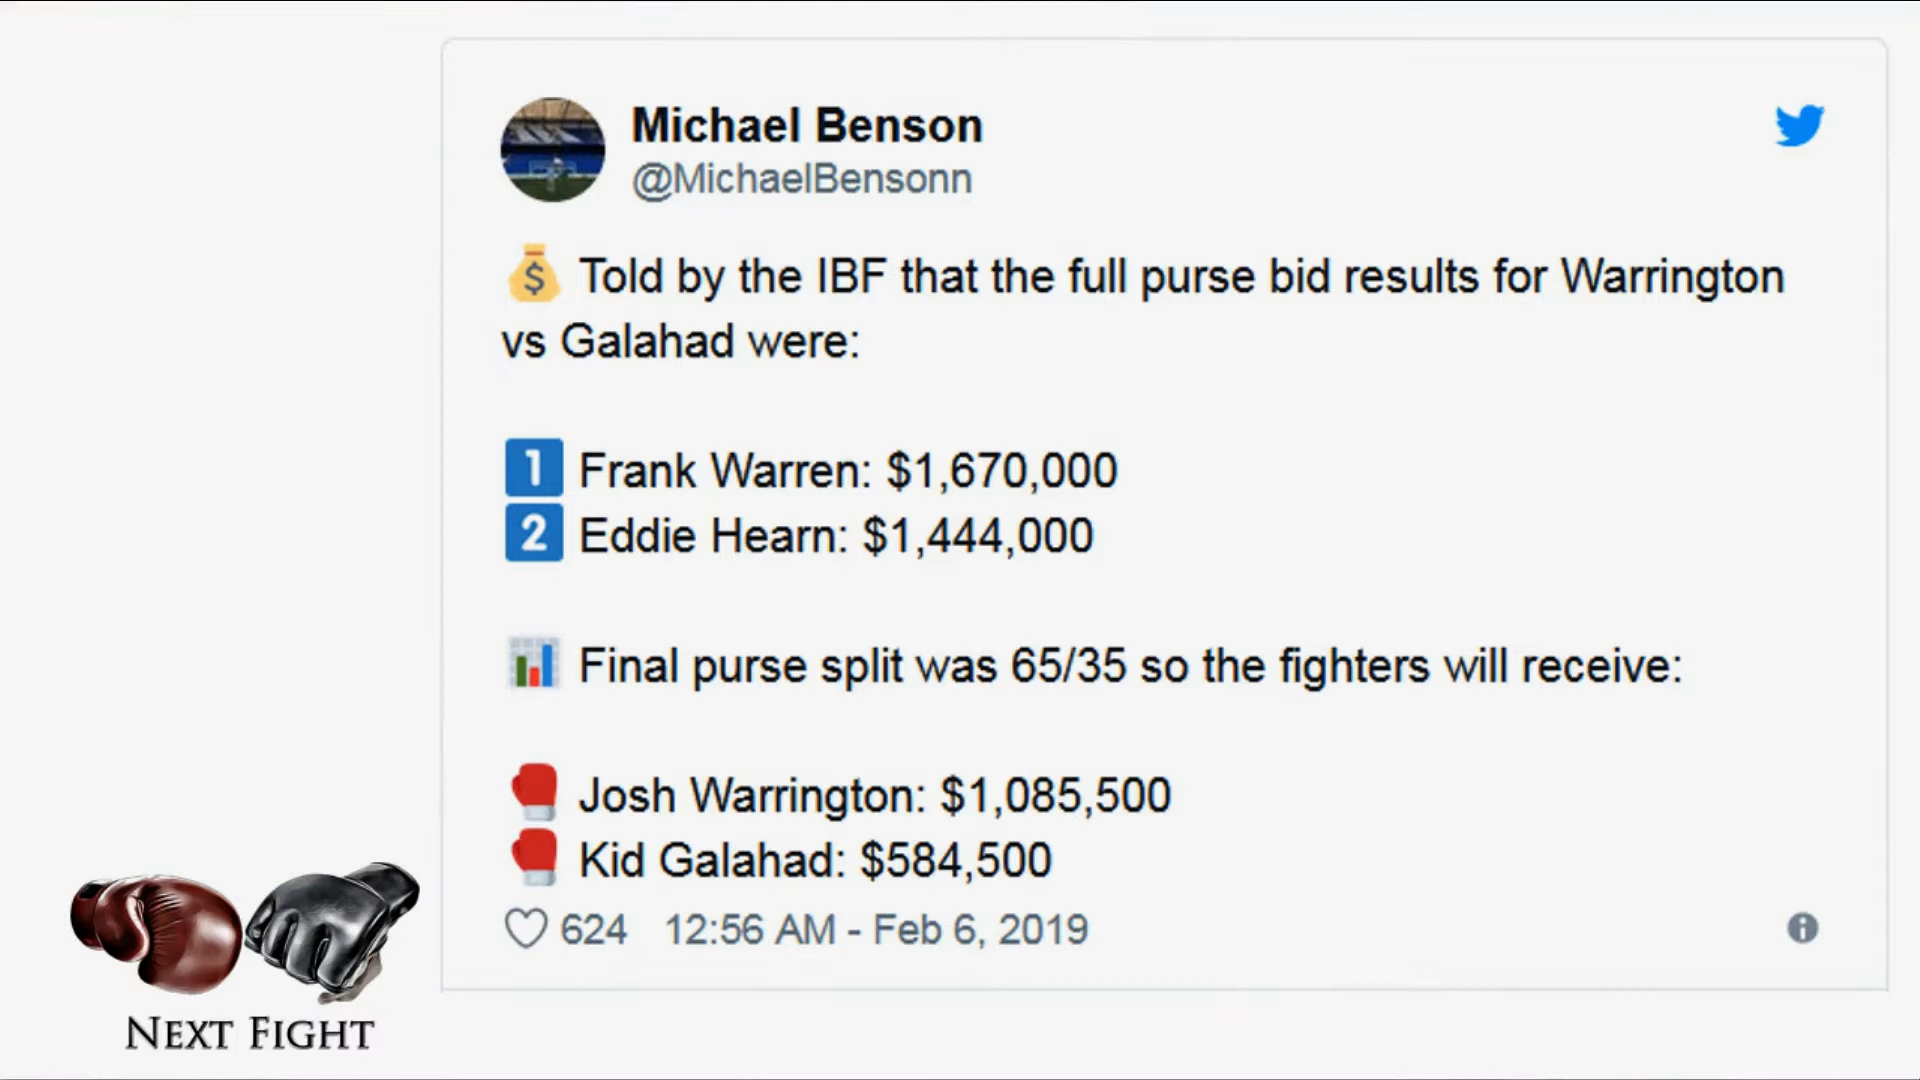 Michael Benson
@MichaelBensonn
💰 Told by the IBF that the full purse bid results for Warrington
vs Galahad were:
1️⃣ Frank Warren: $1,670,000
2️⃣ Eddie Hearn: $1,444,000
📊 Final purse split was 65/35 so the fighters will receive:
🥊 Josh Warrington: $1,085,500
🥊 Kid Galahad: $584,500
624 12:56 AM - Feb 6, 2019
NEXT FIGHT